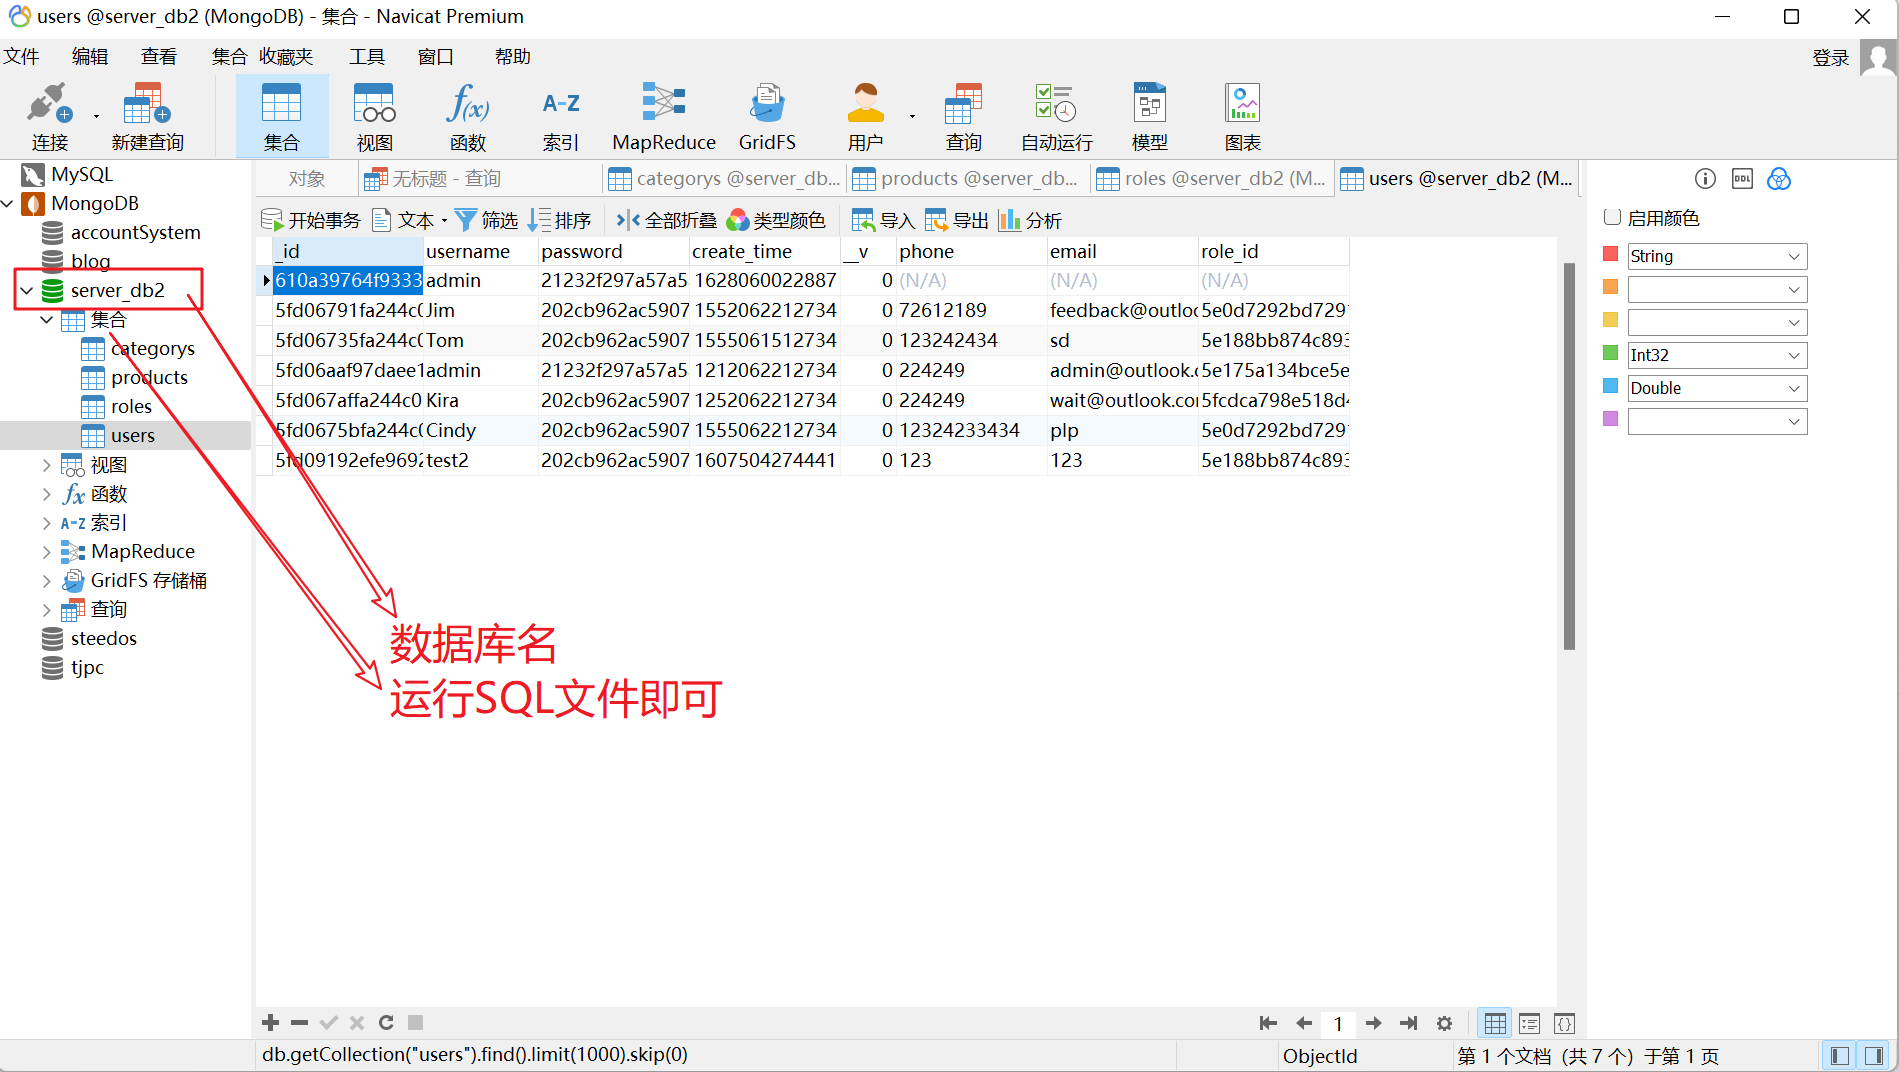 users @server_db2 (MongoDB) - 集合 - Navicat Premium
文件 编辑 查看 集合 收藏夹 工具 窗口 帮助 登录
连接 新建查询 集合 视图 函数 索引 MapReduce GridFS 用户 查询 自动运行 模型 图表
f(x) A-Z
MySQL
MongoDB
accountSystem
blog
server_db2
集合
categorys
products
roles
users
视图
fx 函数
A-Z 索引
MapReduce
GridFS 存储桶
查询
steedos
tjpc
对象 无标题 - 查询 categorys @server_db... products @server_db... roles @server_db2 (M... users @server_db2 (M...
开始事务 文本 筛选 排序 全部折叠 类型颜色 导入 导出 分析
_id username password create_time __v phone email role_id
610a39764f9333 admin 21232f297a57a5 1628060022887 0 (N/A) (N/A) (N/A)
5fd06791fa244c0 Jim 202cb962ac5907 1552062212734 0 72612189 feedback@outloo 5e0d7292bd729
5fd06735fa244c0 Tom 202cb962ac5907 1555061512734 0 123242434 sd 5e188bb874c893
5fd06aaf97daee1 admin 21232f297a57a5 1212062212734 0 224249 admin@outlook.c 5e175a134bce5e
5fd067affa244c0 Kira 202cb962ac5907 1252062212734 0 224249 wait@outlook.co 5fcdca798e518d4
5fd0675bfa244c0 Cindy 202cb962ac5907 1555062212734 0 12324233434 plp 5e0d7292bd729
5fd09192efe969 test2 202cb962ac5907 1607504274441 0 123 123 5e188bb874c893
数据库名
运行SQL文件即可
DDL
启用颜色
String
Int32
Double
1
db.getCollection("users").find().limit(1000).skip(0) ObjectId 第 1 个文档 (共 7 个) 于第 1 页